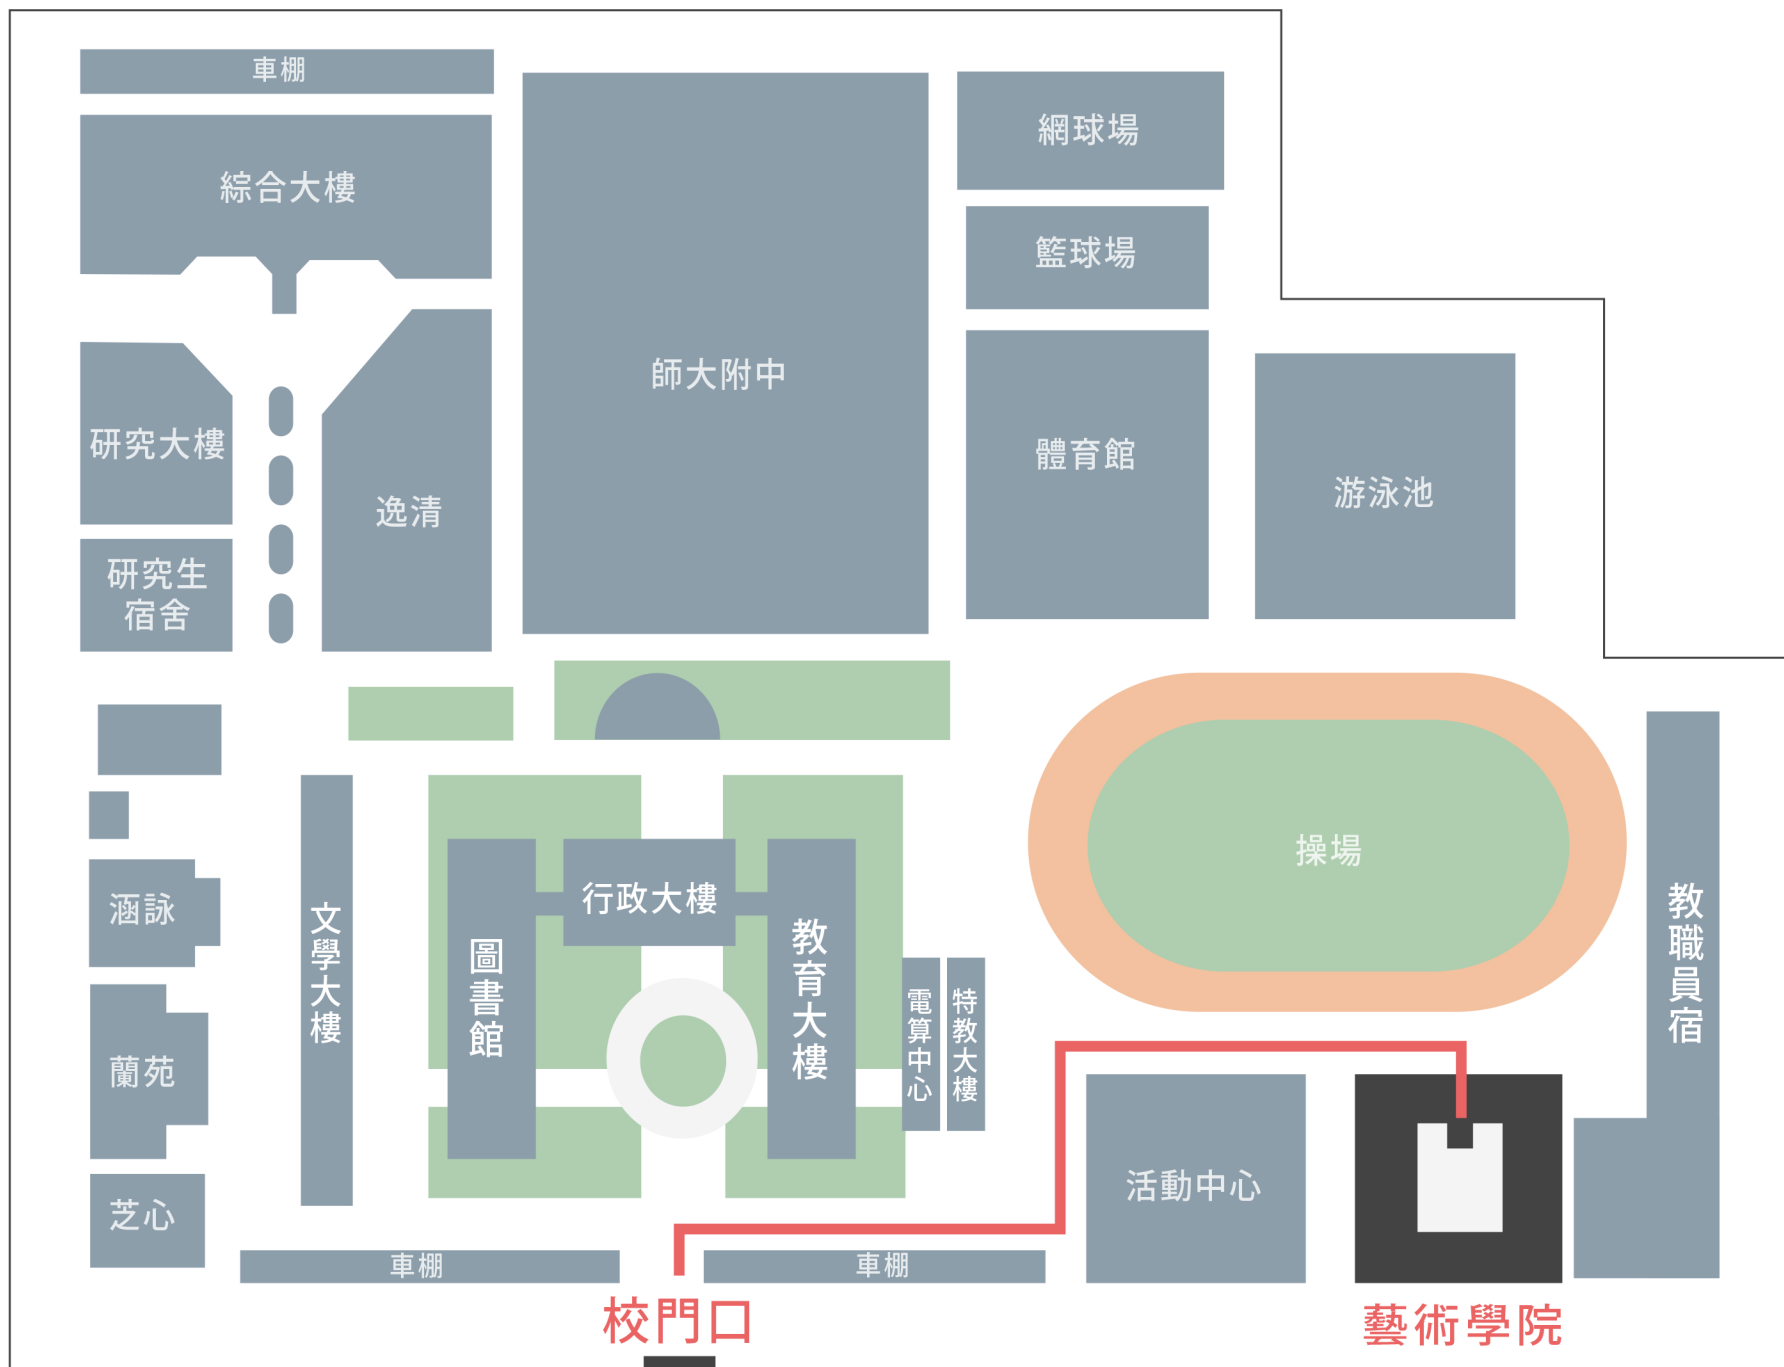 車棚
綜合大樓
網球場
籃球場
師大附中
體育館
研究大樓
逸清
游泳池
研究生
宿舍
操場
涵詠
文學大樓
圖書館
行政大樓
教育大樓
電算中心
特教大樓
教職員宿
蘭苑
芝心
活動中心
車棚
車棚
校門口
藝術學院